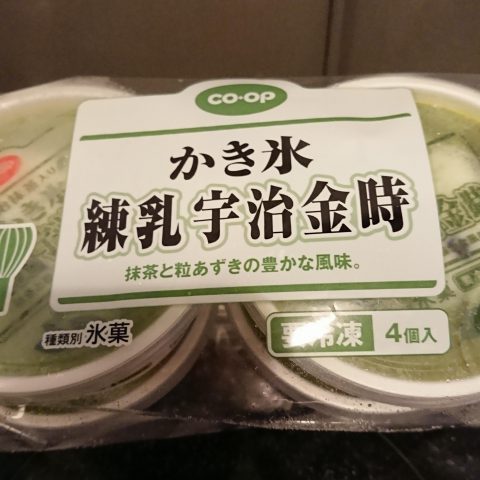 CO·OP
かき氷
練乳宇治金時
抹茶と粒あずきの豊かな風味。
種類別 氷菓
要冷凍 4個入